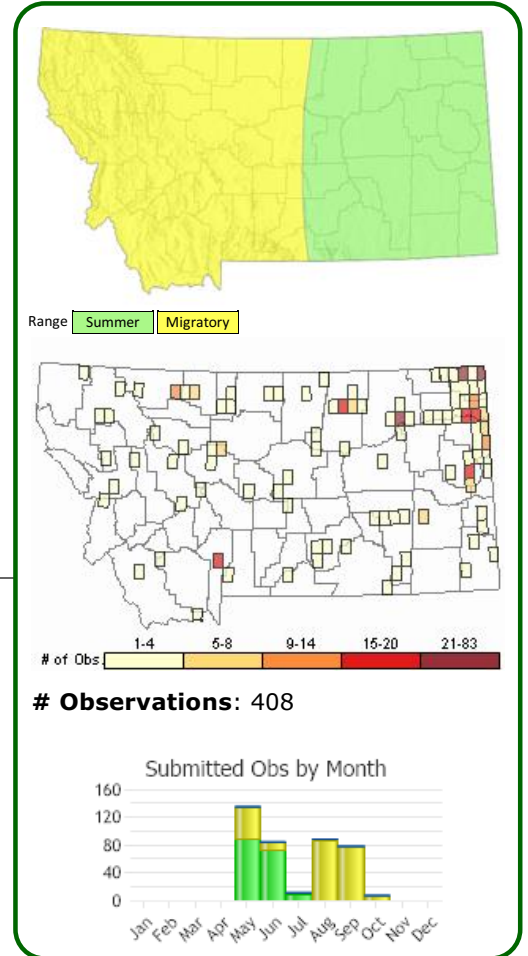 Range Summer Migratory
1-4 5-8 9-14 15-20 21-83
# of Obs.
# Observations: 408
Submitted Obs by Month
160
120
80
40
0
Jan Feb Mar Apr May Jun Jul Aug Sep Oct Nov Dec